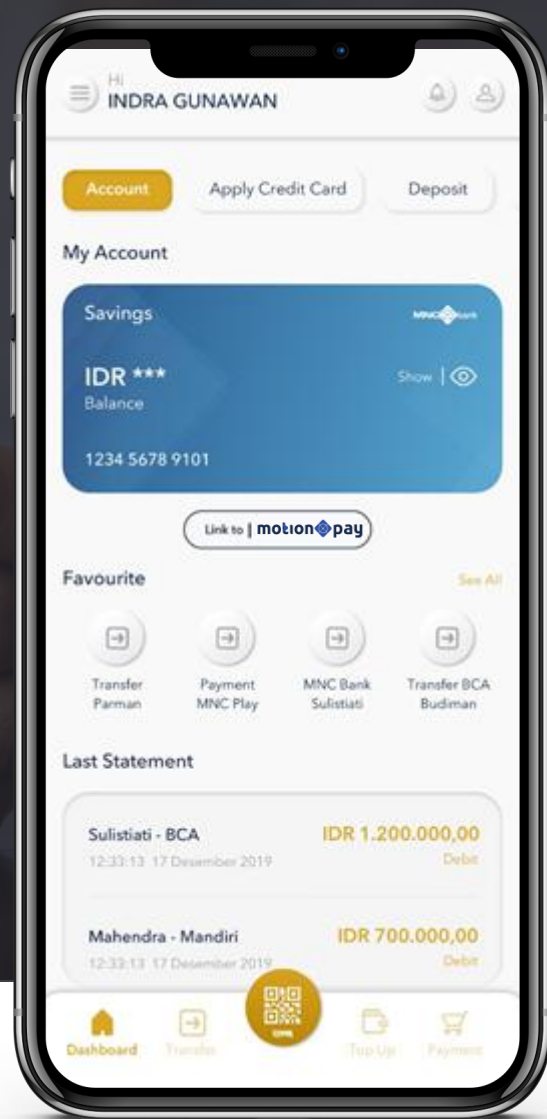 Hi
INDRA GUNAWAN
Account
Apply Credit Card
Deposit
My Account
Savings
MNC bank
IDR ***
Show |
Balance
1234 5678 9101
Link to | motion pay
Favourite
See All
Transfer Parman
Payment MNC Play
MNC Bank Sulistiati
Transfer BCA Budiman
Last Statement
Sulistiati - BCA
IDR 1.200.000,00
12:33:13 17 Desember 2019
Debit
Mahendra - Mandiri
IDR 700.000,00
12:33:13 17 Desember 2019
Debit
Dashboard
Transfer
Top Up
Payment